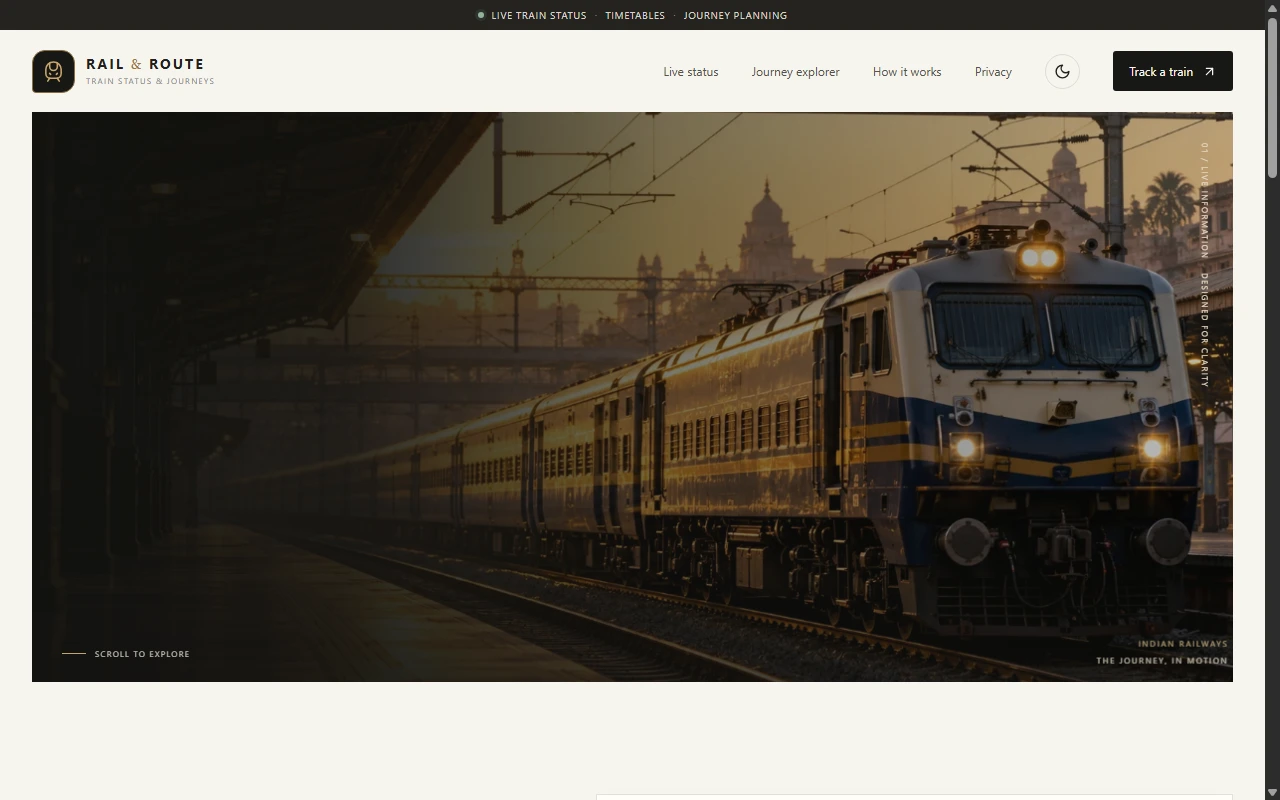 LIVE TRAIN STATUS · TIMETABLES · JOURNEY PLANNING
RAIL & ROUTE
TRAIN STATUS & JOURNEYS
Live status
Journey explorer
How it works
Privacy
Track a train
01 / LIVE INFORMATION DESIGNED FOR CLARITY
SCROLL TO EXPLORE
INDIAN RAILWAYS
THE JOURNEY, IN MOTION